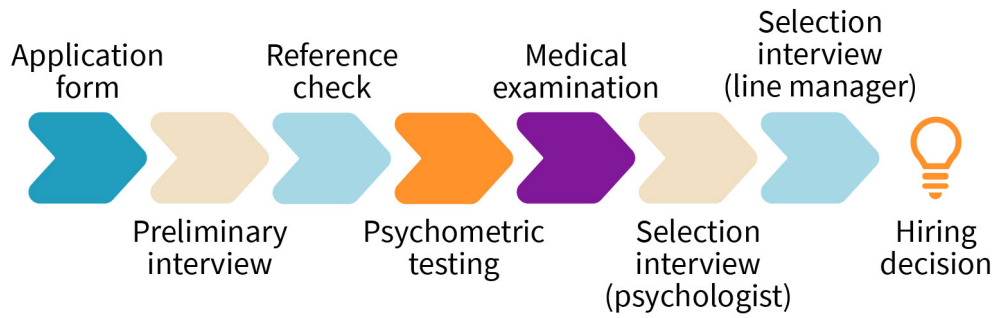 Application
form
Preliminary
interview
Reference
check
Psychometric
testing
Medical
examination
Selection
interview
(psychologist)
Selection
interview
(line manager)
Hiring
decision